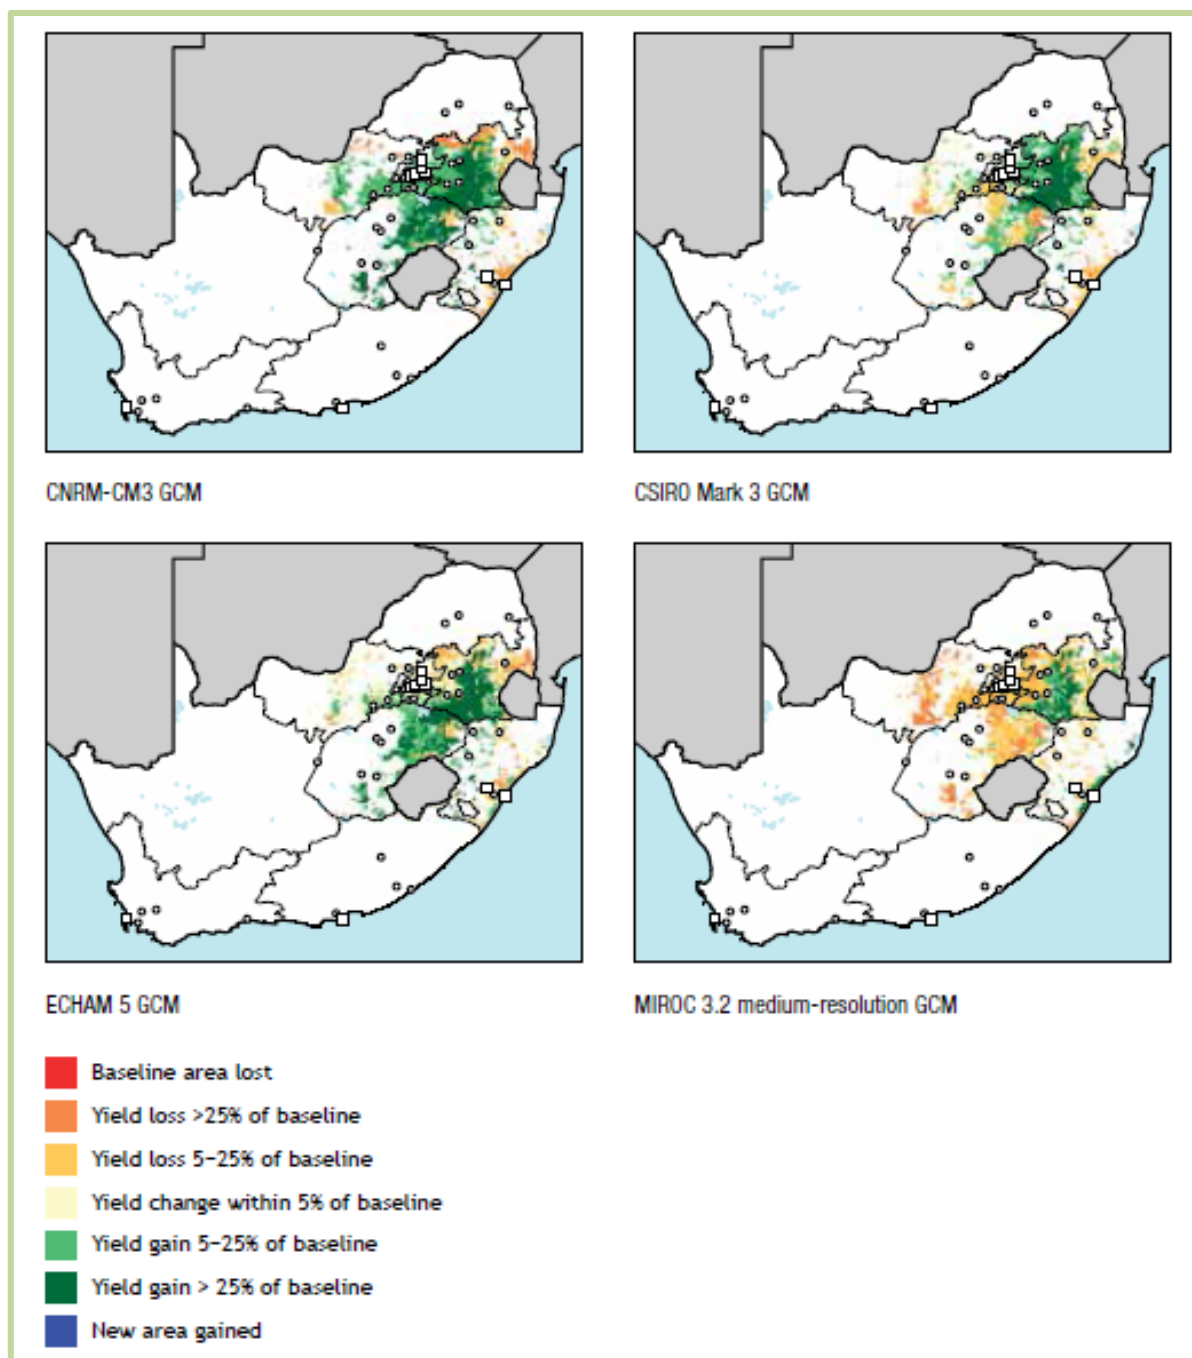 CNRM-CM3 GCM
CSIRO Mark 3 GCM
ECHAM 5 GCM
MIROC 3.2 medium-resolution GCM
Baseline area lost
Yield loss >25% of baseline
Yield loss 5–25% of baseline
Yield change within 5% of baseline
Yield gain 5–25% of baseline
Yield gain > 25% of baseline
New area gained